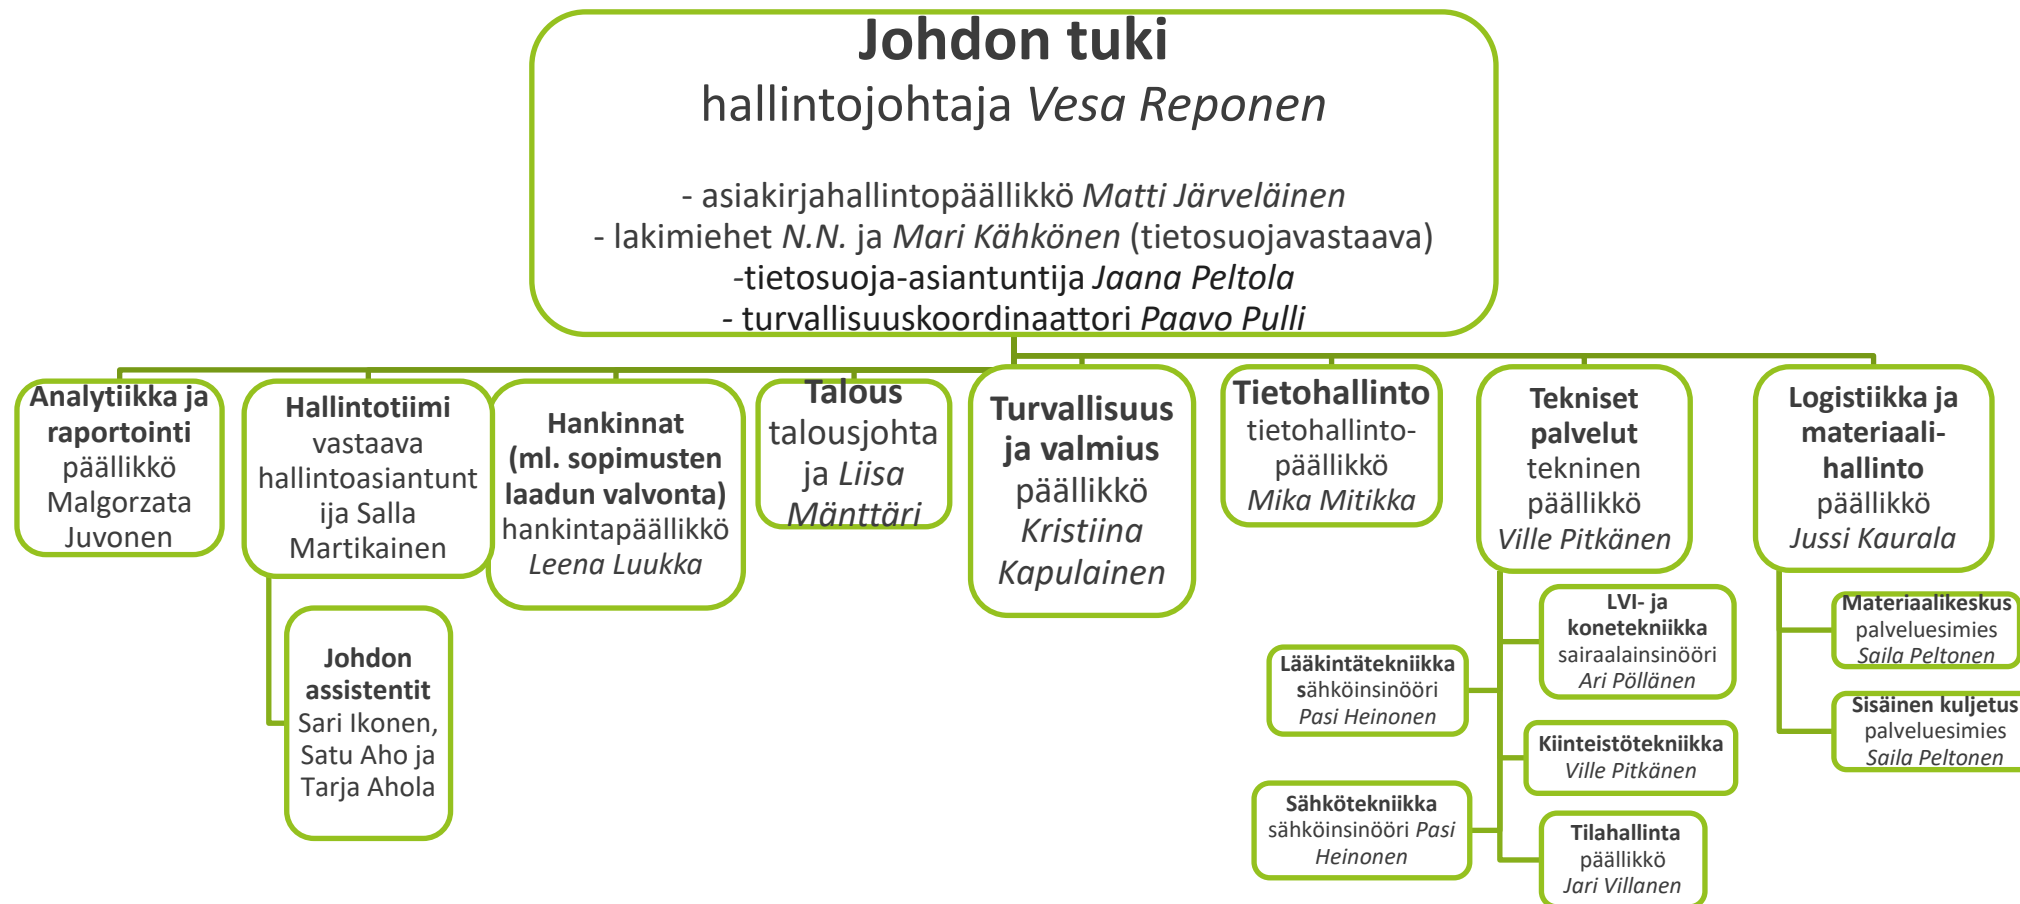 Johdon tuki
hallintojohtaja Vesa Reponen
- asiakirjahallintopäällikkö Matti Järveläinen
- lakimiehet N.N. ja Mari Kähkönen (tietosuojavastaava)
-tietosuoja-asiantuntija Jaana Peltola
- turvallisuuskoordinaattori Paavo Pulli
Analytiikka ja
raportointi
päällikkö
Malgorzata
Juvonen
Hallintotiimi
vastaava
hallintoasiantunt
ija Salla
Martikainen
Hankinnat
(ml. sopimusten
laadun valvonta)
hankintapäällikkö
Leena Luukka
Talous
talousjohta
ja Liisa
Mänttäri
Turvallisuus
ja valmius
päällikkö
Kristiina
Kapulainen
Tietohallinto
tietohallinto-
päällikkö
Mika Mitikka
Tekniset
palvelut
tekninen
päällikkö
Ville Pitkänen
Logistiikka ja
materiaali-
hallinto
päällikkö
Jussi Kaurala
Johdon
assistentit
Sari Ikonen,
Satu Aho ja
Tarja Ahola
Lääkintätekniikka
sähköinsinööri
Pasi Heinonen
LVI- ja
konetekniikka
sairaalainsinööri
Ari Pöllänen
Kiinteistötekniikka
Ville Pitkänen
Sähkötekniikka
sähköinsinööri Pasi
Heinonen
Tilahallinta
päällikkö
Jari Villanen
Materiaalikeskus
palveluesimies
Saila Peltonen
Sisäinen kuljetus
palveluesimies
Saila Peltonen